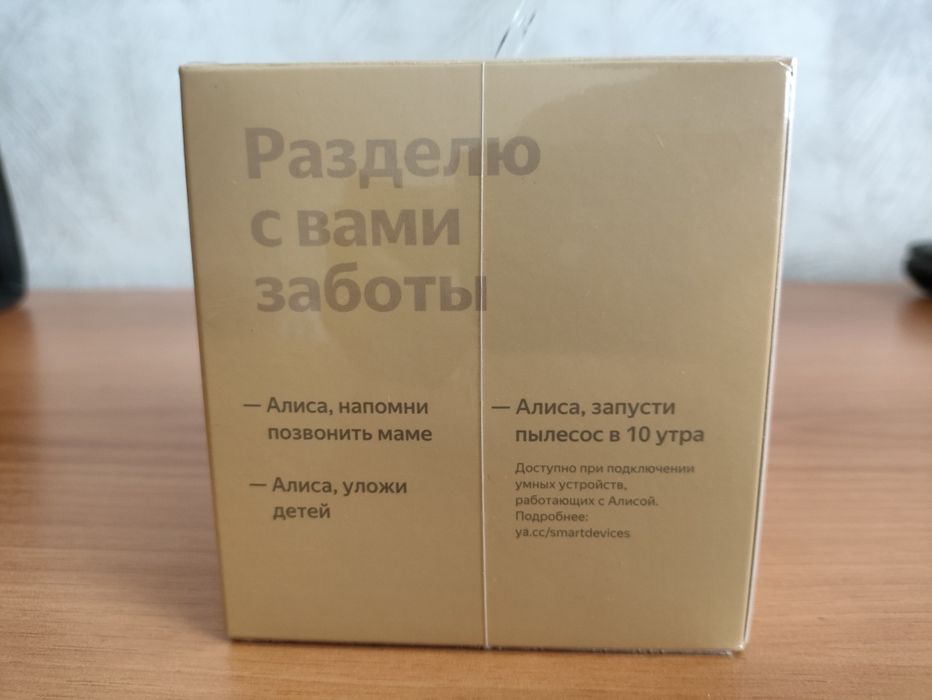 Разделю
с вами
заботы
— Алиса, напомни
позвонить маме
— Алиса, уложи
детей
— Алиса, запусти
пылесос в 10 утра
Доступно при подключении
умных устройств,
работающих с Алисой.
Подробнее:
ya.cc/smartdevices